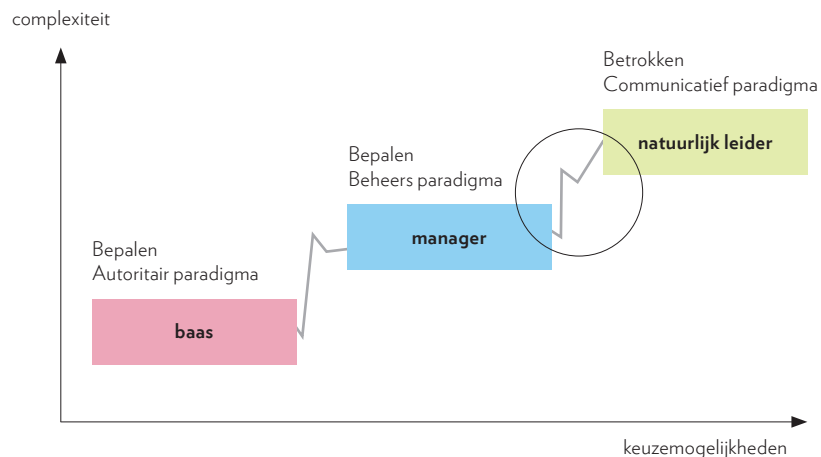 complexiteit
Betrokken
Communicatief paradigma
natuurlijk leider
Bepalen
Beheers paradigma
manager
Bepalen
Autoritair paradigma
baas
keuzemogelijkheden